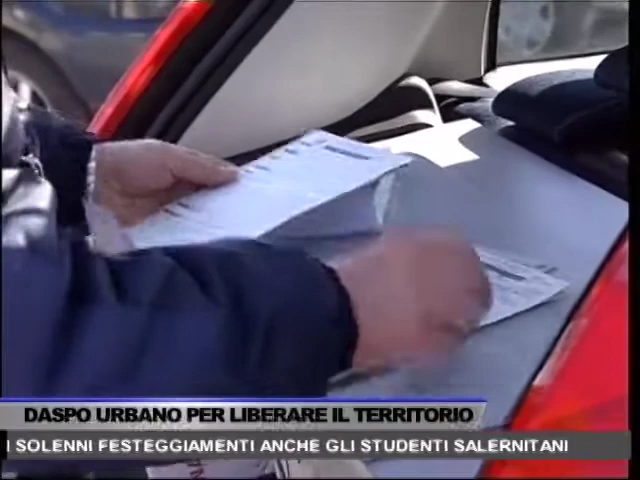 DASPO URBANO PER LIBERARE IL TERRITORIO
I SOLENNI FESTEGGIAMENTI ANCHE GLI STUDENTI SALERNITANI